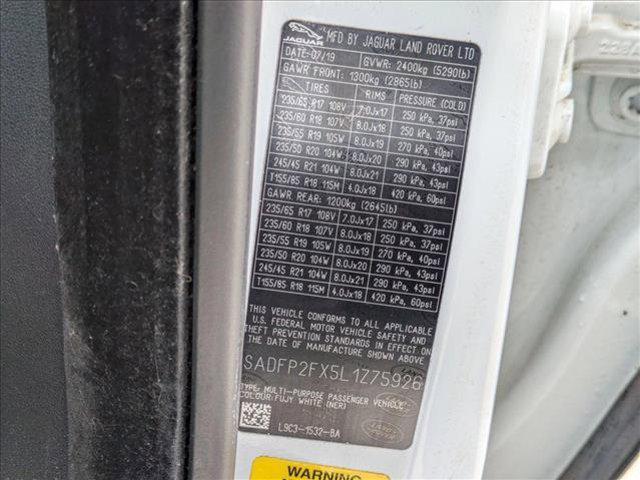 JAGUAR
MFD BY JAGUAR LAND ROVER LTD
DATE-07/19 GVWR: 2400kg (5290lb)
GAWR FRONT: 1300kg (2865lb)
TIRES RIMS PRESSURE (COLD)
235/65 R17 108V 7.0Jx17 250 kPa, 37psi
235/60 R18 107V 8.0Jx18 250 kPa, 37psi
235/55 R19 105W 8.0Jx19 270 kPa, 40psi
235/50 R20 104W 8.0Jx20 290 kPa, 43psi
245/45 R21 104W 8.0Jx21 290 kPa, 43psi
T155/85 R18 115M 4.0Jx18 420 kPa, 60psi
GAWR REAR: 1200kg (2645lb)
235/65 R17 108V 7.0Jx17 250 kPa, 37psi
235/60 R18 107V 8.0Jx18 250 kPa, 37psi
235/55 R19 105W 8.0Jx19 270 kPa, 40psi
235/50 R20 104W 8.0Jx20 290 kPa, 43psi
245/45 R21 104W 8.0Jx21 290 kPa, 43psi
T155/85 R18 115M 4.0Jx18 420 kPa, 60psi
THIS VEHICLE CONFORMS TO ALL APPLICABLE
U.S. FEDERAL MOTOR VEHICLE SAFETY AND
THEFT PREVENTION STANDARDS IN EFFECT ON
THE DATE OF MANUFACTURE SHOWN ABOVE
SADFP2FX5L1Z75926
TYPE: MULTI-PURPOSE PASSENGER VEHICLE
COLOUR:FUJY WHITE (NER)
L9C3-1532-BA
WARNING